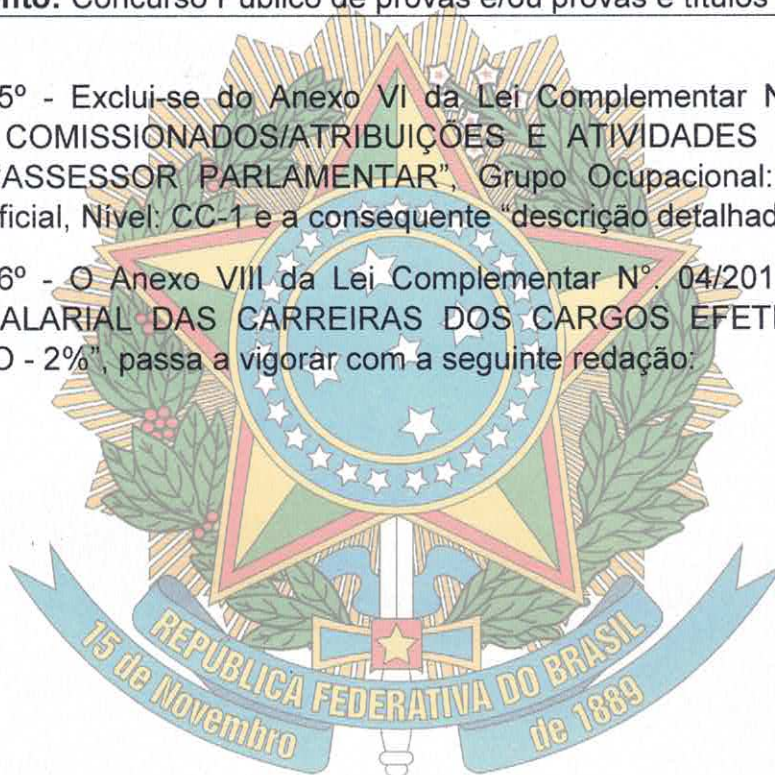 nto: Concurso Público de provas e/ou provas e títulos
5º - Exclui-se do Anexo VI da Lei Complementar N
COMISSIONADOS/ATRIBUIÇÕES E ATIVIDADES
"ASSESSOR PARLAMENTAR", Grupo Ocupacional:
ficial, Nível: CC-1 e a consequente "descrição detalhad
6º - O Anexo VIII da Lei Complementar N°. 04/201
ALARIAL DAS CARREIRAS DOS CARGOS EFETI
O - 2%", passa a vigorar com a seguinte redação:
REPÚBLICA FEDERATIVA DO BRASIL
15 de Novembro de 1889